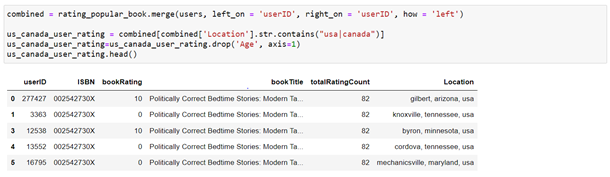 combined = rating_popular_book.merge(users, left_on = 'userID', right_on = 'userID', how = 'left')
us_canada_user_rating = combined[combined['Location'].str.contains("usa|canada")]
us_canada_user_rating=us_canada_user_rating.drop('Age', axis=1)
us_canada_user_rating.head()
userID ISBN bookRating bookTitle totalRatingCount Location
0 277427 002542730X 10 Politically Correct Bedtime Stories: Modern Ta... 82 gilbert, arizona, usa
1 3363 002542730X 0 Politically Correct Bedtime Stories: Modern Ta... 82 knoxville, tennessee, usa
3 12538 002542730X 10 Politically Correct Bedtime Stories: Modern Ta... 82 byron, minnesota, usa
4 13552 002542730X 0 Politically Correct Bedtime Stories: Modern Ta... 82 cordova, tennessee, usa
5 16795 002542730X 0 Politically Correct Bedtime Stories: Modern Ta... 82 mechanicsville, maryland, usa